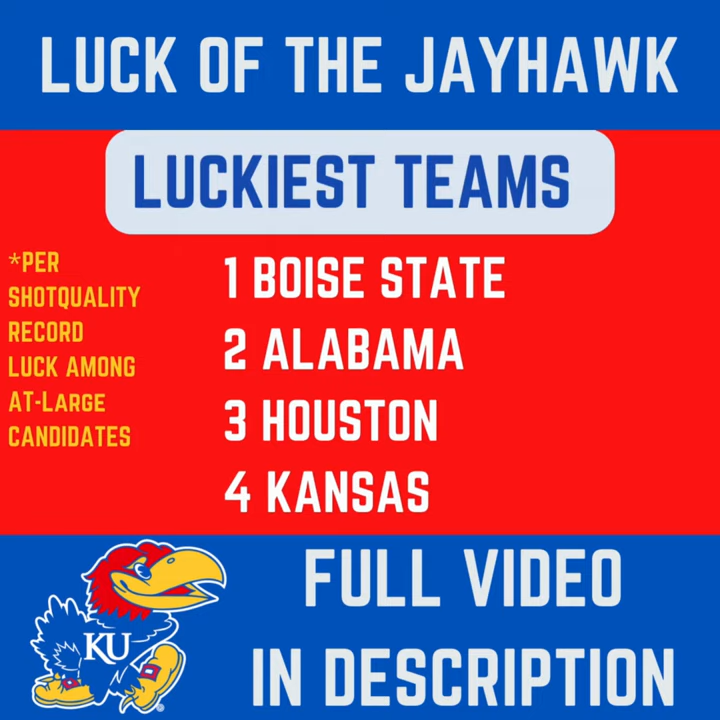 LUCK OF THE JAYHAWK
LUCKIEST TEAMS
*PER
SHOTQUALITY
RECORD
LUCK AMONG
AT-LARGE
CANDIDATES
1 BOISE STATE
2 ALABAMA
3 HOUSTON
4 KANSAS
KU
FULL VIDEO
IN DESCRIPTION